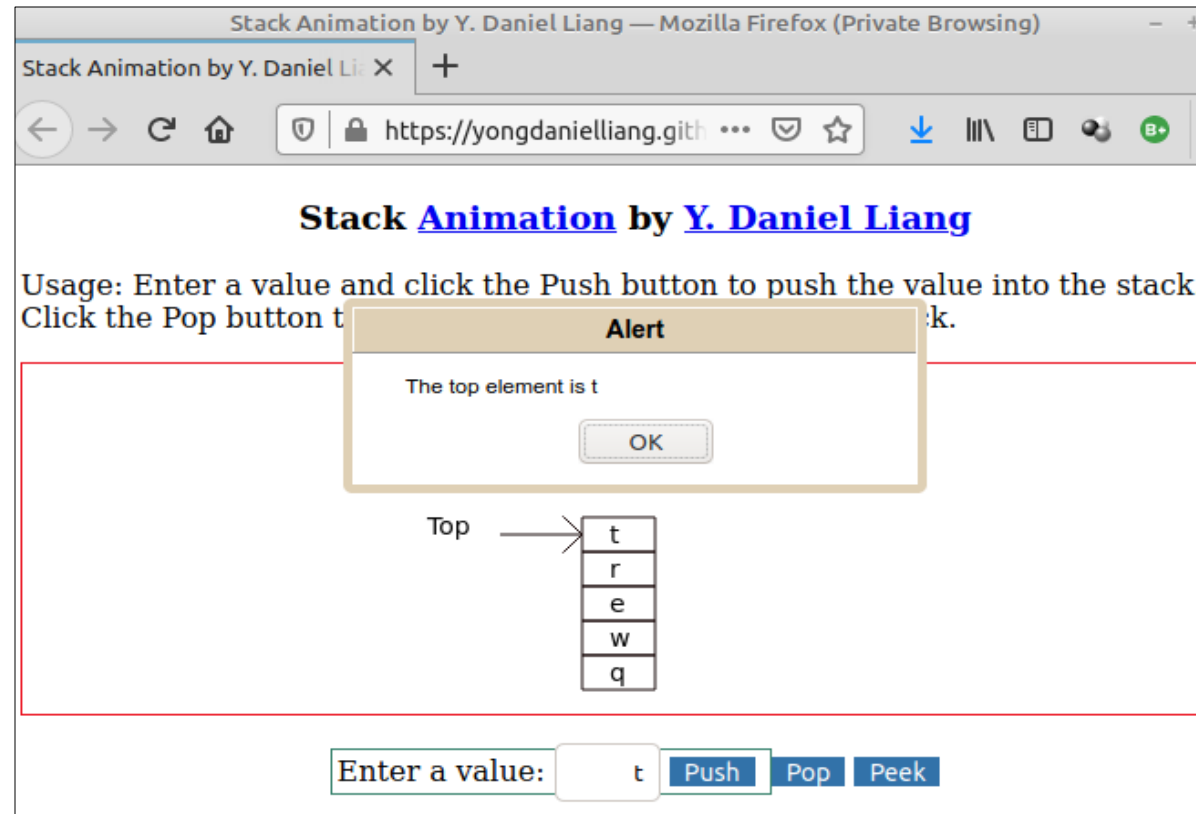 Stack Animation by Y. Daniel Liang — Mozilla Firefox (Private Browsing)
Stack Animation by Y. Daniel Lia
https://yongdanielliang.gith
B+
Stack Animation by Y. Daniel Liang
Usage: Enter a value and click the Push button to push the value into the stack
Click the Pop button t k.
Alert
The top element is t
OK
Top
t
r
e
w
q
Enter a value: t Push Pop Peek